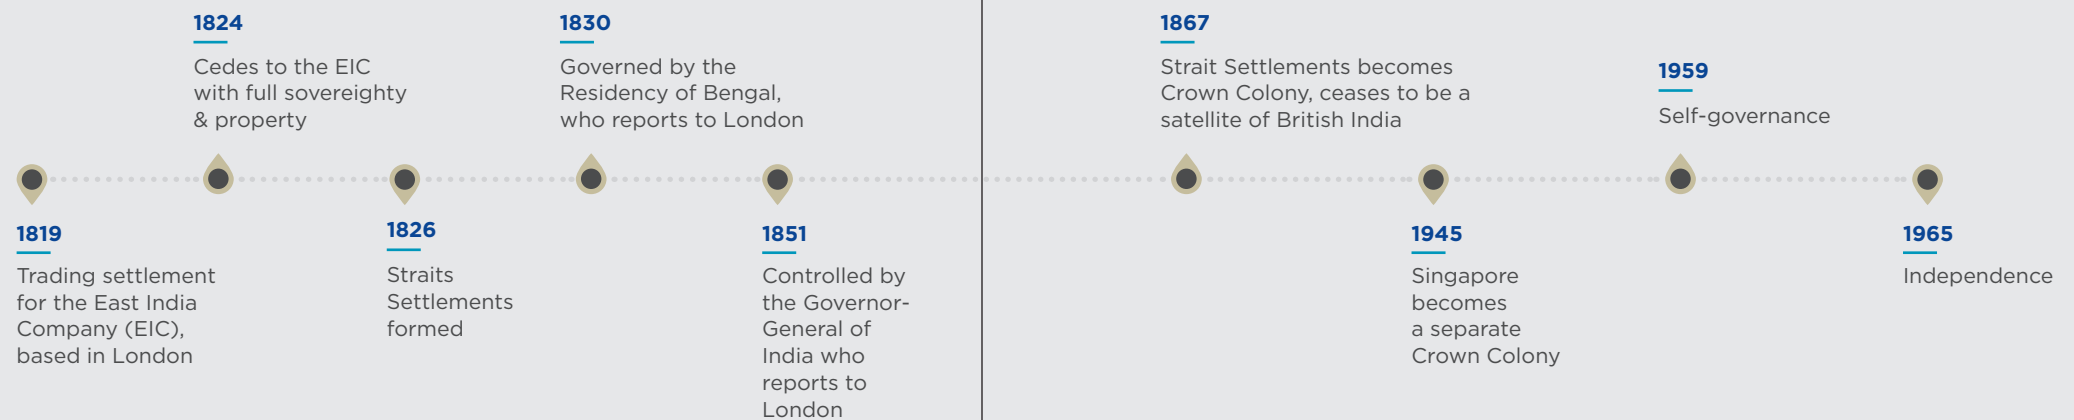 1819
Trading settlement
for the East India
Company (EIC),
based in London
1824
Cedes to the EIC
with full sovereighty
& property
1826
Straits
Settlements
formed
1830
Governed by the
Residency of Bengal,
who reports to London
1851
Controlled by
the Governor-
General of
India who
reports to
London
1867
Strait Settlements becomes
Crown Colony, ceases to be a
satellite of British India
1945
Singapore
becomes
a separate
Crown Colony
1959
Self-governance
1965
Independence